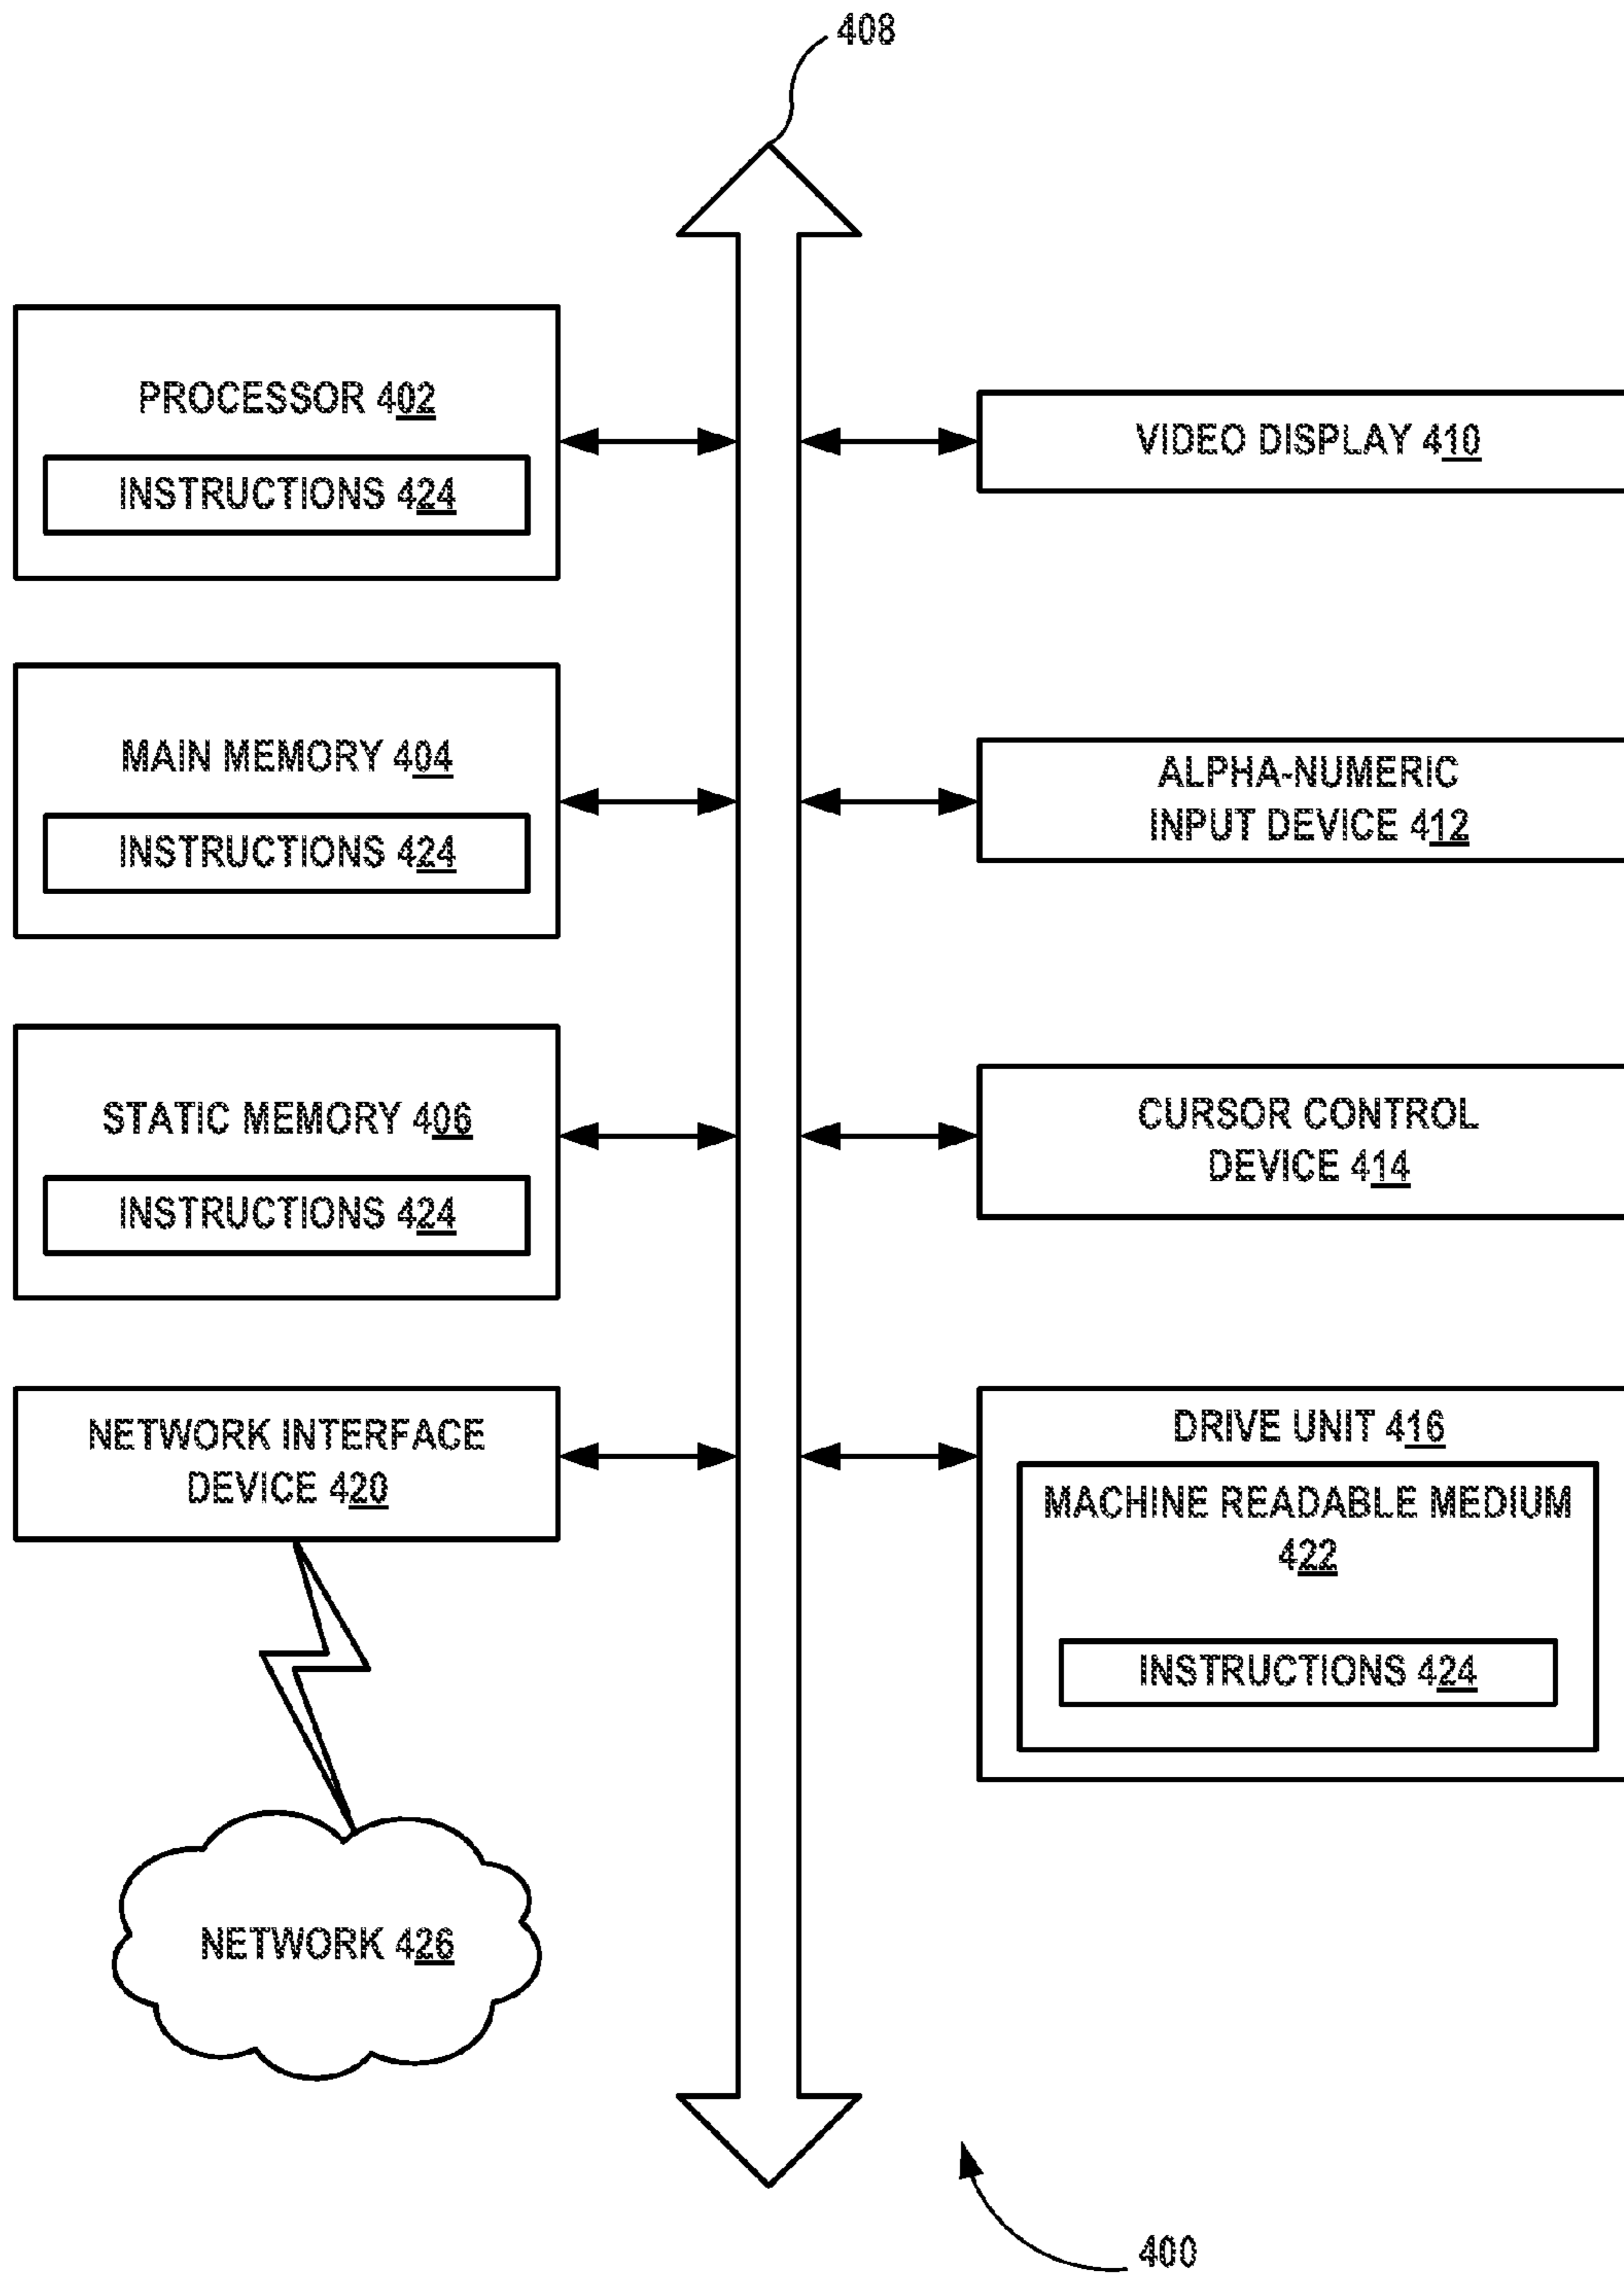 408
PROCESSOR 402
INSTRUCTIONS 424
VIDEO DISPLAY 410
MAIN MEMORY 404
INSTRUCTIONS 424
ALPHA-NUMERIC
INPUT DEVICE 412
STATIC MEMORY 406
INSTRUCTIONS 424
CURSOR CONTROL
DEVICE 414
NETWORK INTERFACE
DEVICE 420
DRIVE UNIT 416
MACHINE READABLE MEDIUM
422
INSTRUCTIONS 424
NETWORK 426
400